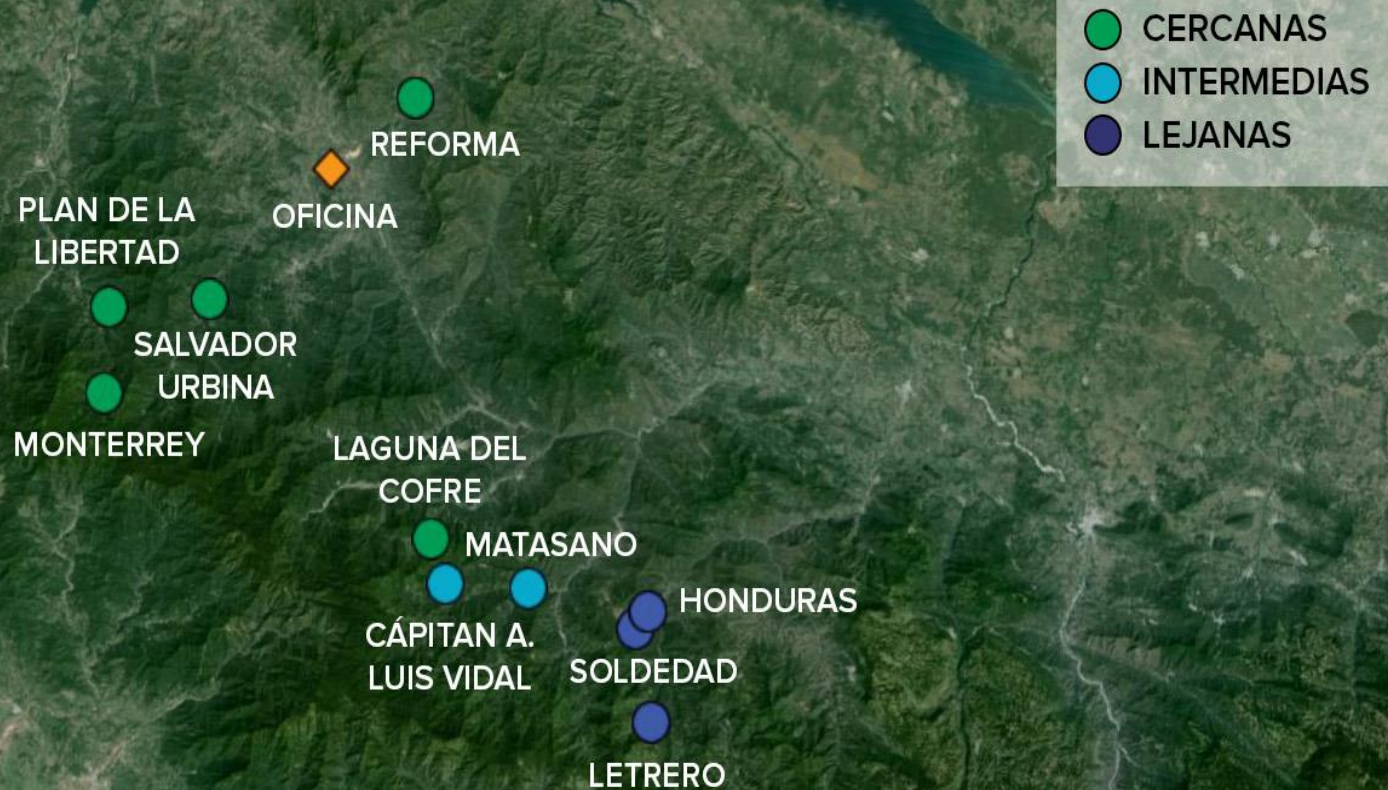 CERCANAS
INTERMEDIAS
LEJANAS
REFORMA
OFICINA
PLAN DE LA
LIBERTAD
SALVADOR
URBINA
MONTERREY
LAGUNA DEL
COFRE
MATASANO
HONDURAS
CÁPITAN A.
LUIS VIDAL
SOLDEDAD
LETRERO